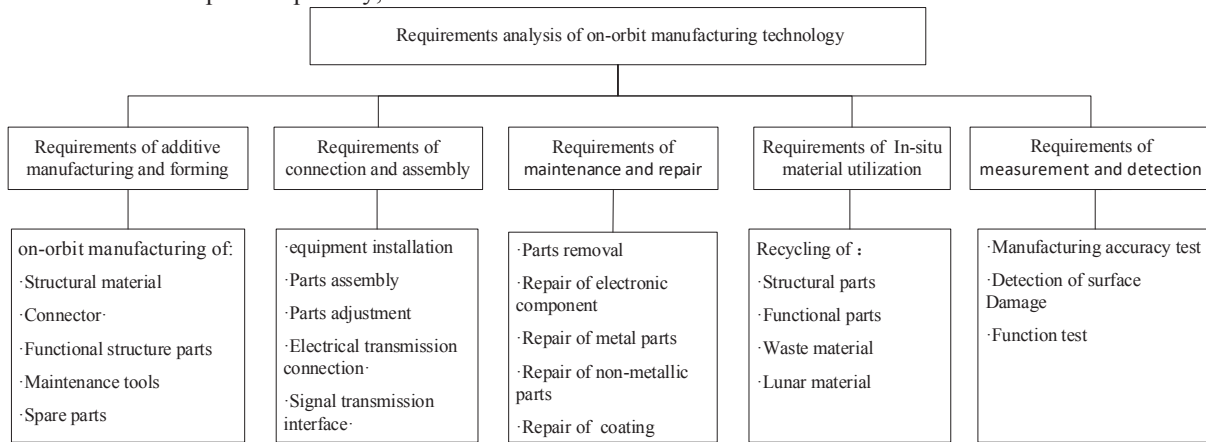 Requirements analysis of on-orbit manufacturing technology
Requirements of additive
manufacturing and forming
Requirements of
connection and assembly
Requirements of
maintenance and repair
Requirements of In-situ
material utilization
Requirements of
measurement and detection
on-orbit manufacturing of:
·Structural material
·Connector·
·Functional structure parts
·Maintenance tools
·Spare parts
·equipment installation
·Parts assembly
·Parts adjustment
·Electrical transmission
connection·
·Signal transmission
interface·
·Parts removal
·Repair of electronic
component
·Repair of metal parts
·Repair of non-metallic
parts
·Repair of coating
Recycling of :
·Structural parts
·Functional parts
·Waste material
·Lunar material
·Manufacturing accuracy test
·Detection of surface
Damage
·Function test